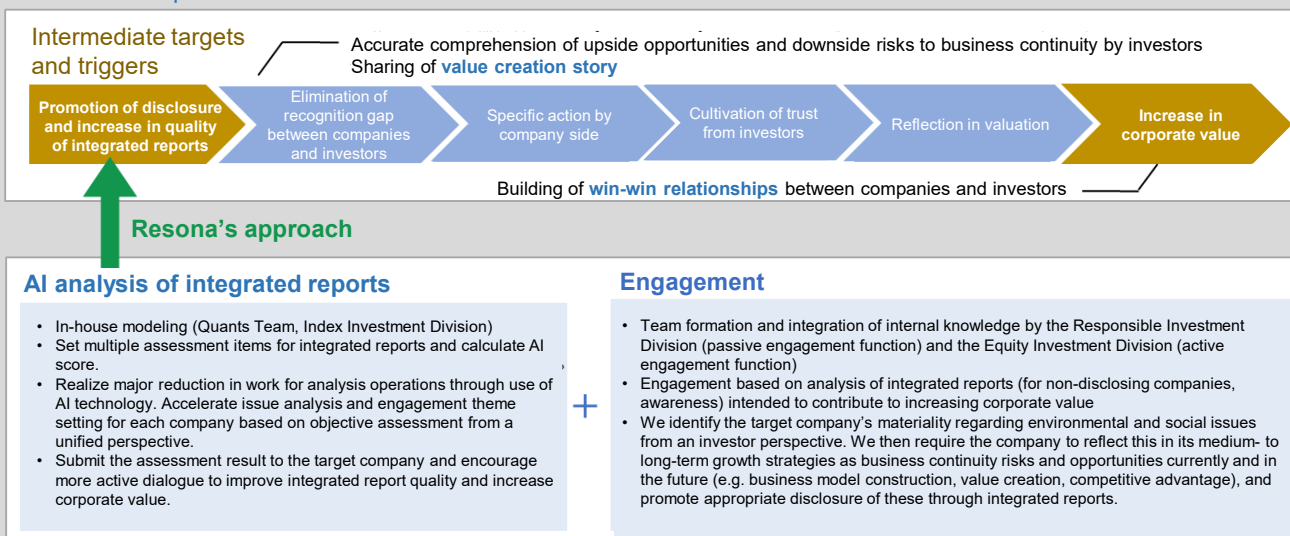 Intermediate targets
and triggers
Accurate comprehension of upside opportunities and downside risks to business continuity by investors
Sharing of value creation story
Promotion of disclosure
and increase in quality
of integrated reports
Elimination of
recognition gap
between companies
and investors
Specific action by
company side
Cultivation of trust
from investors
Reflection in valuation
Increase in
corporate value
Building of win-win relationships between companies and investors
Resona's approach
AI analysis of integrated reports
• In-house modeling (Quants Team, Index Investment Division)
• Set multiple assessment items for integrated reports and calculate AI
score.
• Realize major reduction in work for analysis operations through use of
AI technology. Accelerate issue analysis and engagement theme
setting for each company based on objective assessment from a
unified perspective.
• Submit the assessment result to the target company and encourage
more active dialogue to improve integrated report quality and increase
corporate value.
+
Engagement
• Team formation and integration of internal knowledge by the Responsible Investment
Division (passive engagement function) and the Equity Investment Division (active
engagement function)
• Engagement based on analysis of integrated reports (for non-disclosing companies,
awareness) intended to contribute to increasing corporate value
• We identify the target company's materiality regarding environmental and social issues
from an investor perspective. We then require the company to reflect this in its medium- to
long-term growth strategies as business continuity risks and opportunities currently and in
the future (e.g. business model construction, value creation, competitive advantage), and
promote appropriate disclosure of these through integrated reports.